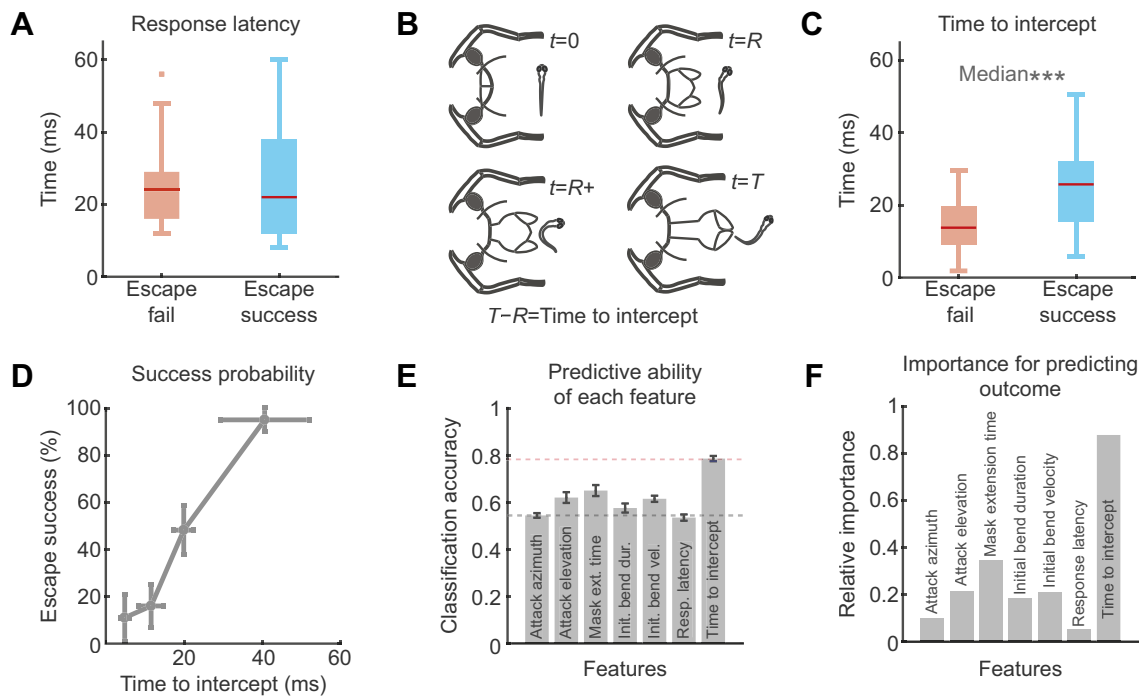 A
Response latency
Time (ms)
60
40
20
0
Escape
fail
Escape
success
B
t=0
t=R
t=R+
t=T
T−R=Time to intercept
C
Time to intercept
Median***
Time (ms)
60
40
20
0
Escape
fail
Escape
success
D
Success probability
Escape success (%)
100
80
60
40
20
0
20
40
60
Time to intercept (ms)
E
Predictive ability
of each feature
Classification accuracy
1
0.8
0.6
0.4
0.2
0
Attack azimuth
Attack elevation
Mask ext. time
Init. bend dur.
Init. bend vel.
Resp. latency
Time to intercept
Features
F
Importance for predicting
outcome
Relative importance
1
0.8
0.6
0.4
0.2
0
Attack azimuth
Attack elevation
Mask extension time
Initial bend duration
Initial bend velocity
Response latency
Time to intercept
Features